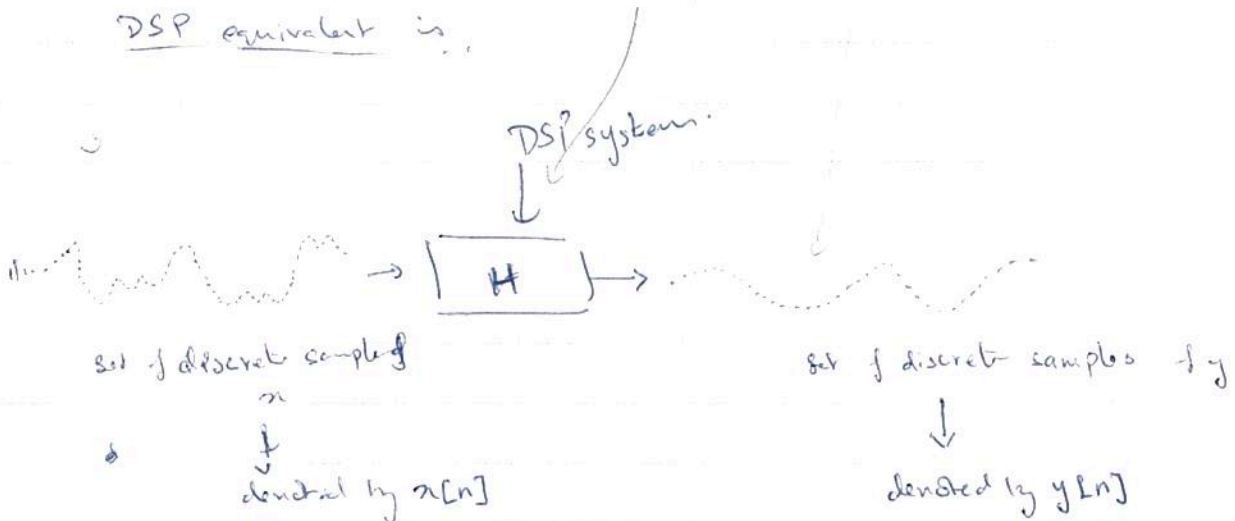 DSP equivalent is
DSP system.
H
set of discrete samples of y
set of discrete samples of
x
denoted by x[n]
denoted by y[n]